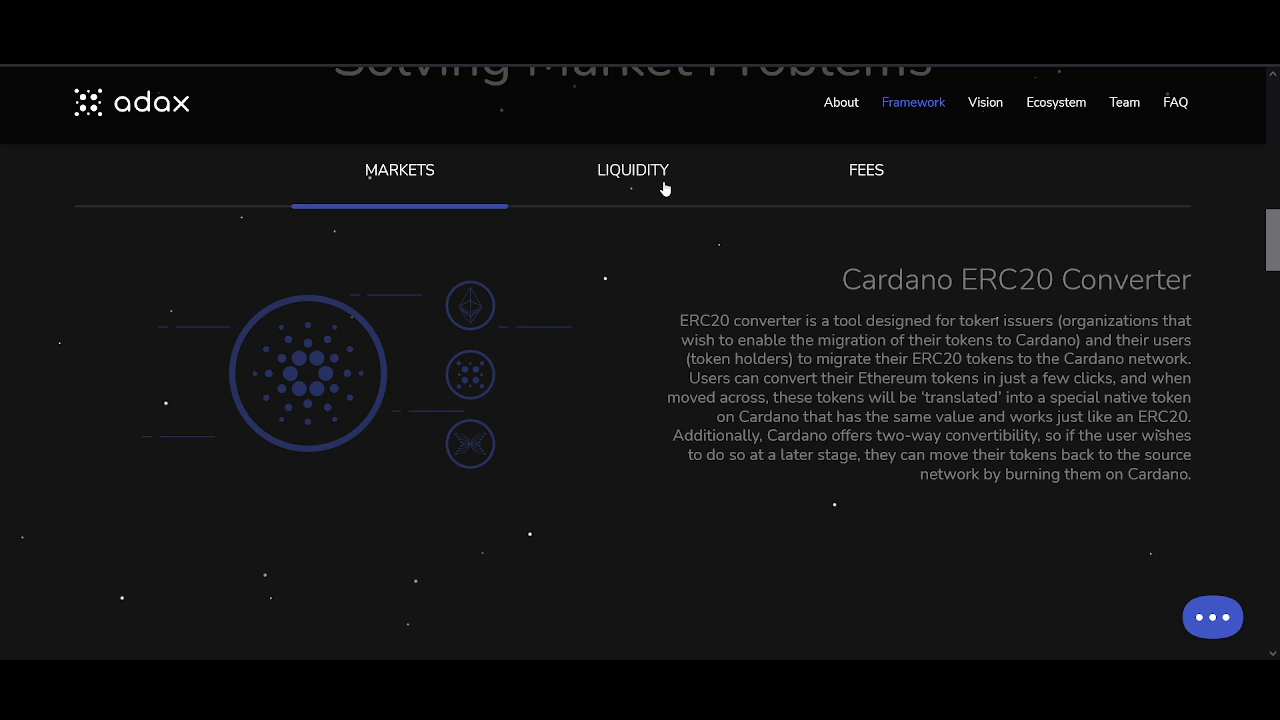 Solving Market Problems
adax
About Framework Vision Ecosystem Team FAQ
MARKETS LIQUIDITY FEES
Cardano ERC20 Converter
ERC20 converter is a tool designed for token issuers (organizations that
wish to enable the migration of their tokens to Cardano) and their users
(token holders) to migrate their ERC20 tokens to the Cardano network.
Users can convert their Ethereum tokens in just a few clicks, and when
moved across, these tokens will be ‘translated’ into a special native token
on Cardano that has the same value and works just like an ERC20.
Additionally, Cardano offers two-way convertibility, so if the user wishes
to do so at a later stage, they can move their tokens back to the source
network by burning them on Cardano.